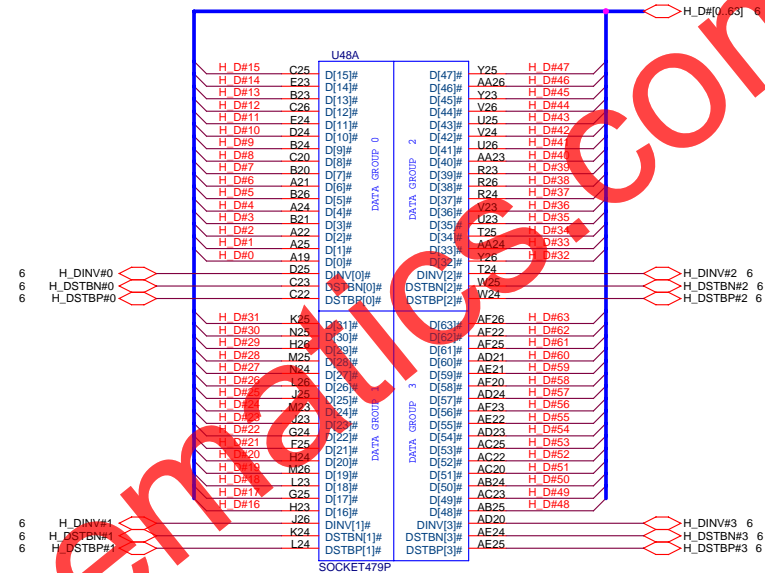 H_D#[0..63] 6
U48A
H_D#15 C25 D[15]# D[47]# Y25 H_D#47
H_D#14 E23 D[14]# D[46]# AA26 H_D#46
H_D#13 B23 D[13]# D[45]# Y23 H_D#45
H_D#12 C26 D[12]# D[44]# V26 H_D#44
H_D#11 E24 D[11]# D[43]# U25 H_D#43
H_D#10 D24 D[10]# D[42]# V24 H_D#42
H_D#9 B24 D[9]# D[41]# U26 H_D#41
H_D#8 C20 D[8]# D[40]# AA23 H_D#40
H_D#7 B20 D[7]# D[39]# R23 H_D#39
H_D#6 A21 D[6]# D[38]# R26 H_D#38
H_D#5 B26 D[5]# D[37]# R24 H_D#37
H_D#4 A24 D[4]# D[36]# V23 H_D#36
H_D#3 B21 D[3]# D[35]# U23 H_D#35
H_D#2 A22 D[2]# D[34]# T25 H_D#34
H_D#1 A25 D[1]# D[33]# AA24 H_D#33
H_D#0 A19 D[0]# D[32]# Y26 H_D#32
DATA GROUP 0
DATA GROUP 2
6 H_DINV#0 D25 DINV[0]# DINV[2]# T24 H_DINV#2 6
6 H_DSTBN#0 C23 DSTBN[0]# DSTBN[2]# W25 H_DSTBN#2 6
6 H_DSTBP#0 C22 DSTBP[0]# DSTBP[2]# W24 H_DSTBP#2 6
H_D#31 K25 D[31]# D[63]# AF26 H_D#63
H_D#30 N25 D[30]# D[62]# AF22 H_D#62
H_D#29 H26 D[29]# D[61]# AF25 H_D#61
H_D#28 M25 D[28]# D[60]# AD21 H_D#60
H_D#27 N24 D[27]# D[59]# AE21 H_D#59
H_D#26 L26 D[26]# D[58]# AF20 H_D#58
H_D#25 J25 D[25]# D[57]# AD24 H_D#57
H_D#24 M23 D[24]# D[56]# AF23 H_D#56
H_D#23 J23 D[23]# D[55]# AE22 H_D#55
H_D#22 G24 D[22]# D[54]# AD23 H_D#54
H_D#21 F25 D[21]# D[53]# AC25 H_D#53
H_D#20 H24 D[20]# D[52]# AC22 H_D#52
H_D#19 M26 D[19]# D[51]# AC20 H_D#51
H_D#18 L23 D[18]# D[50]# AB24 H_D#50
H_D#17 G25 D[17]# D[49]# AC23 H_D#49
H_D#16 H23 D[16]# D[48]# AB25 H_D#48
DATA GROUP 1
DATA GROUP 3
6 H_DINV#1 J26 DINV[1]# DINV[3]# AD20 H_DINV#3 6
6 H_DSTBN#1 K24 DSTBN[1]# DSTBN[3]# AE24 H_DSTBN#3 6
6 H_DSTBP#1 L24 DSTBP[1]# DSTBP[3]# AE25 H_DSTBP#3 6
SOCKET479P
ematics.com